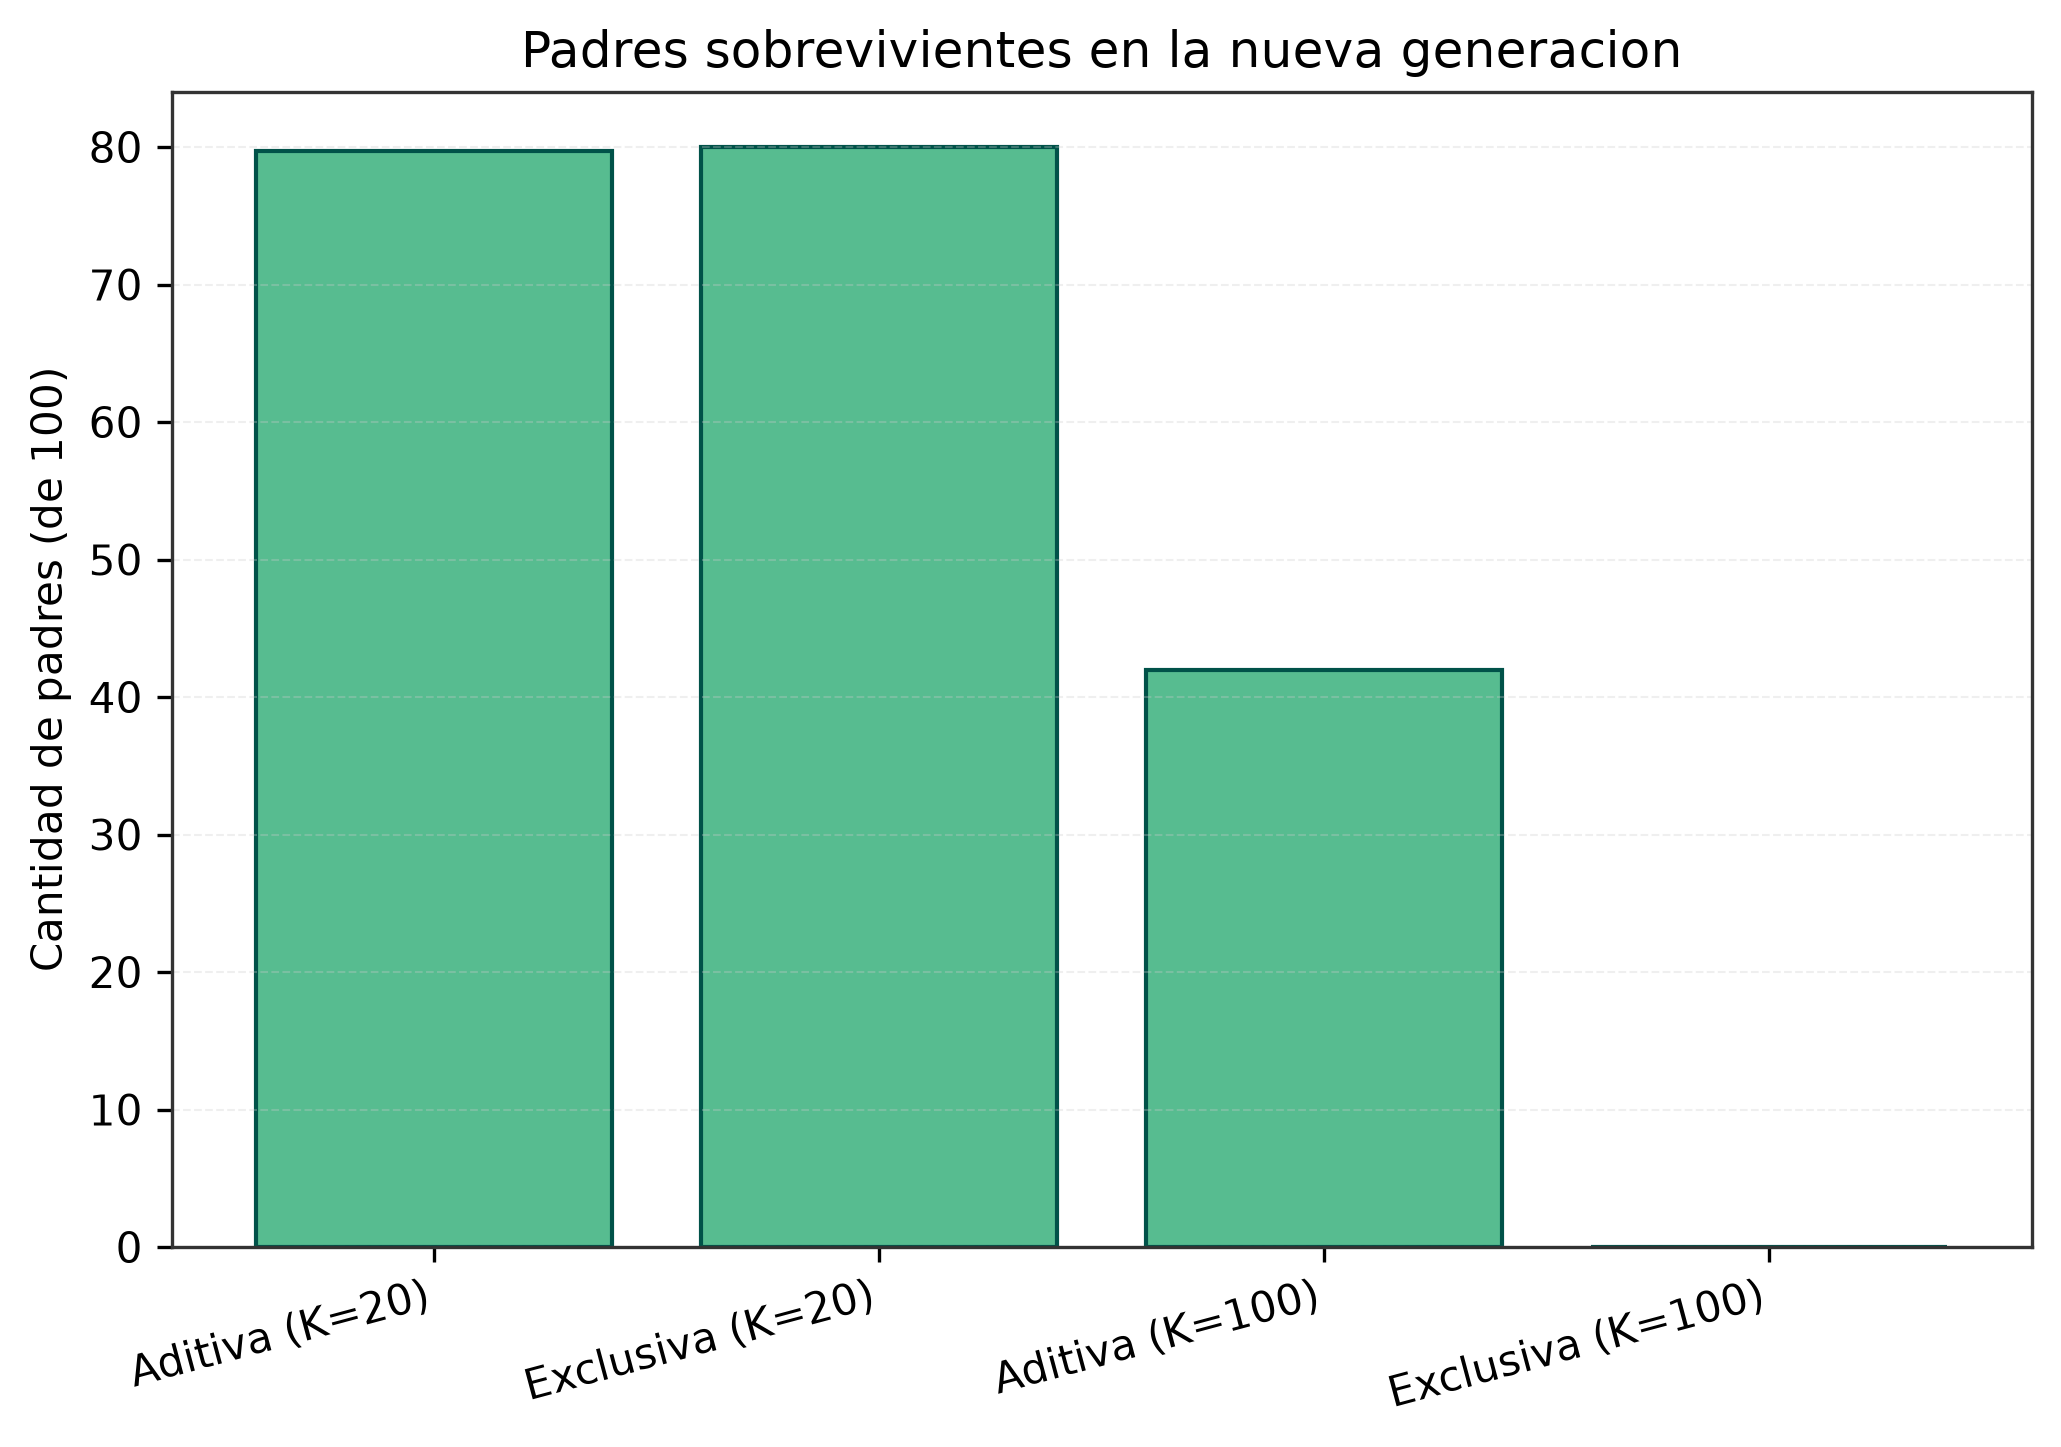 Padres sobrevivientes en la nueva generacion
Cantidad de padres (de 100)
80
70
60
50
40
30
20
10
0
Aditiva (K=20)
Exclusiva (K=20)
Aditiva (K=100)
Exclusiva (K=100)